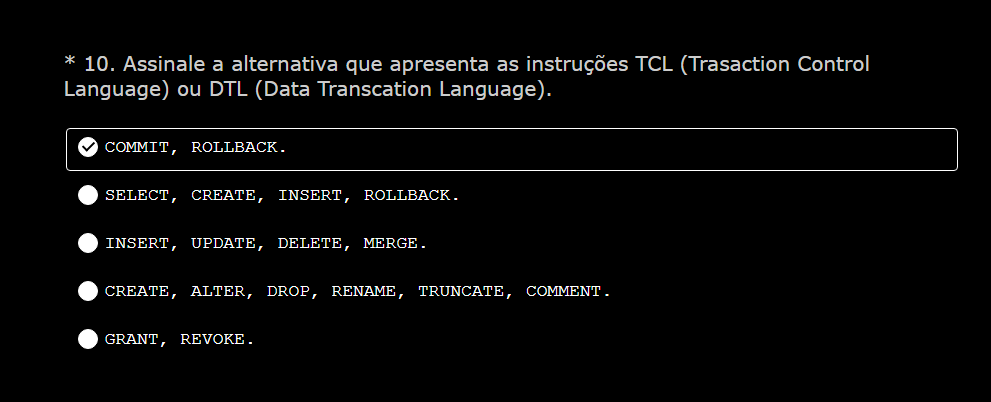 * 10. Assinale a alternativa que apresenta as instruções TCL (Trasaction Control
Language) ou DTL (Data Transcation Language).
COMMIT, ROLLBACK.
SELECT, CREATE, INSERT, ROLLBACK.
INSERT, UPDATE, DELETE, MERGE.
CREATE, ALTER, DROP, RENAME, TRUNCATE, COMMENT.
GRANT, REVOKE.